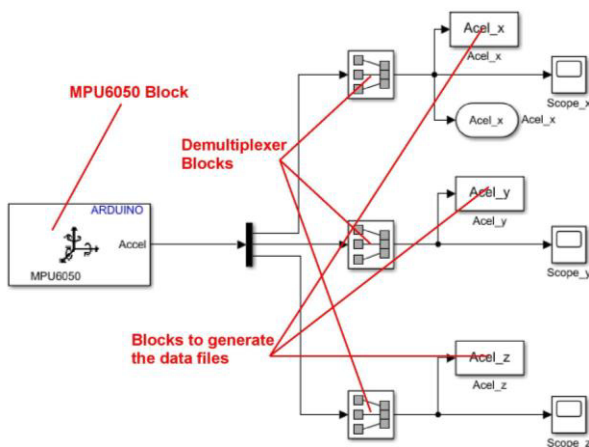 Acel_x
Acel_x
Scope_x
MPU6050 Block
Acel_x
Acel_x
Demultiplexer
Blocks
ARDUINO
Accel
MPU6050
Acel_y
Acel_y
Scope_y
Blocks to generate
the data files
Acel_z
Acel_z
Scope_z